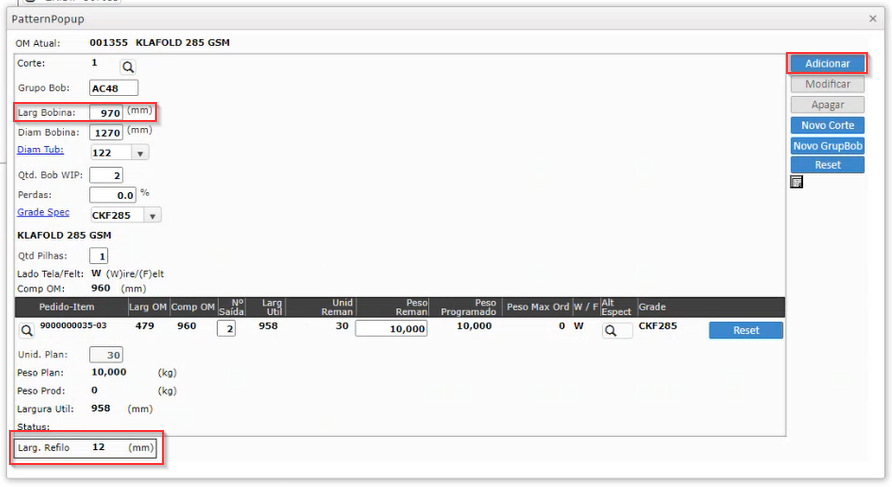 PatternPopup ×
OM Atual: 001355 KLAFOLD 285 GSM
Corte: 1
Adicionar
Grupo Bob: AC48
Modificar
Larg Bobina: 970 (mm)
Apagar
Diam Bobina: 1270 (mm)
Novo Corte
Diam Tub: 122
Novo GrupBob
Qtd. Bob WIP: 2
Reset
Perdas: 0.0 %
Grade Spec CKF285
KLAFOLD 285 GSM
Qtd Pilhas: 1
Lado Tela/Felt: W (W)ire/(F)elt
Comp OM: 960 (mm)
Pedido-Item Larg OM Comp OM Nº Saída Larg Util Unid Reman Peso Reman Peso Programado Peso Max Ord W / F Alt Espect Grade
9000000035-03 479 960 2 958 30 10,000 10,000 0 W CKF285 Reset
Unid. Plan: 30
Peso Plan: 10,000 (kg)
Peso Prod: 0 (kg)
Largura Util: 958 (mm)
Status:
Larg. Refilo 12 (mm)